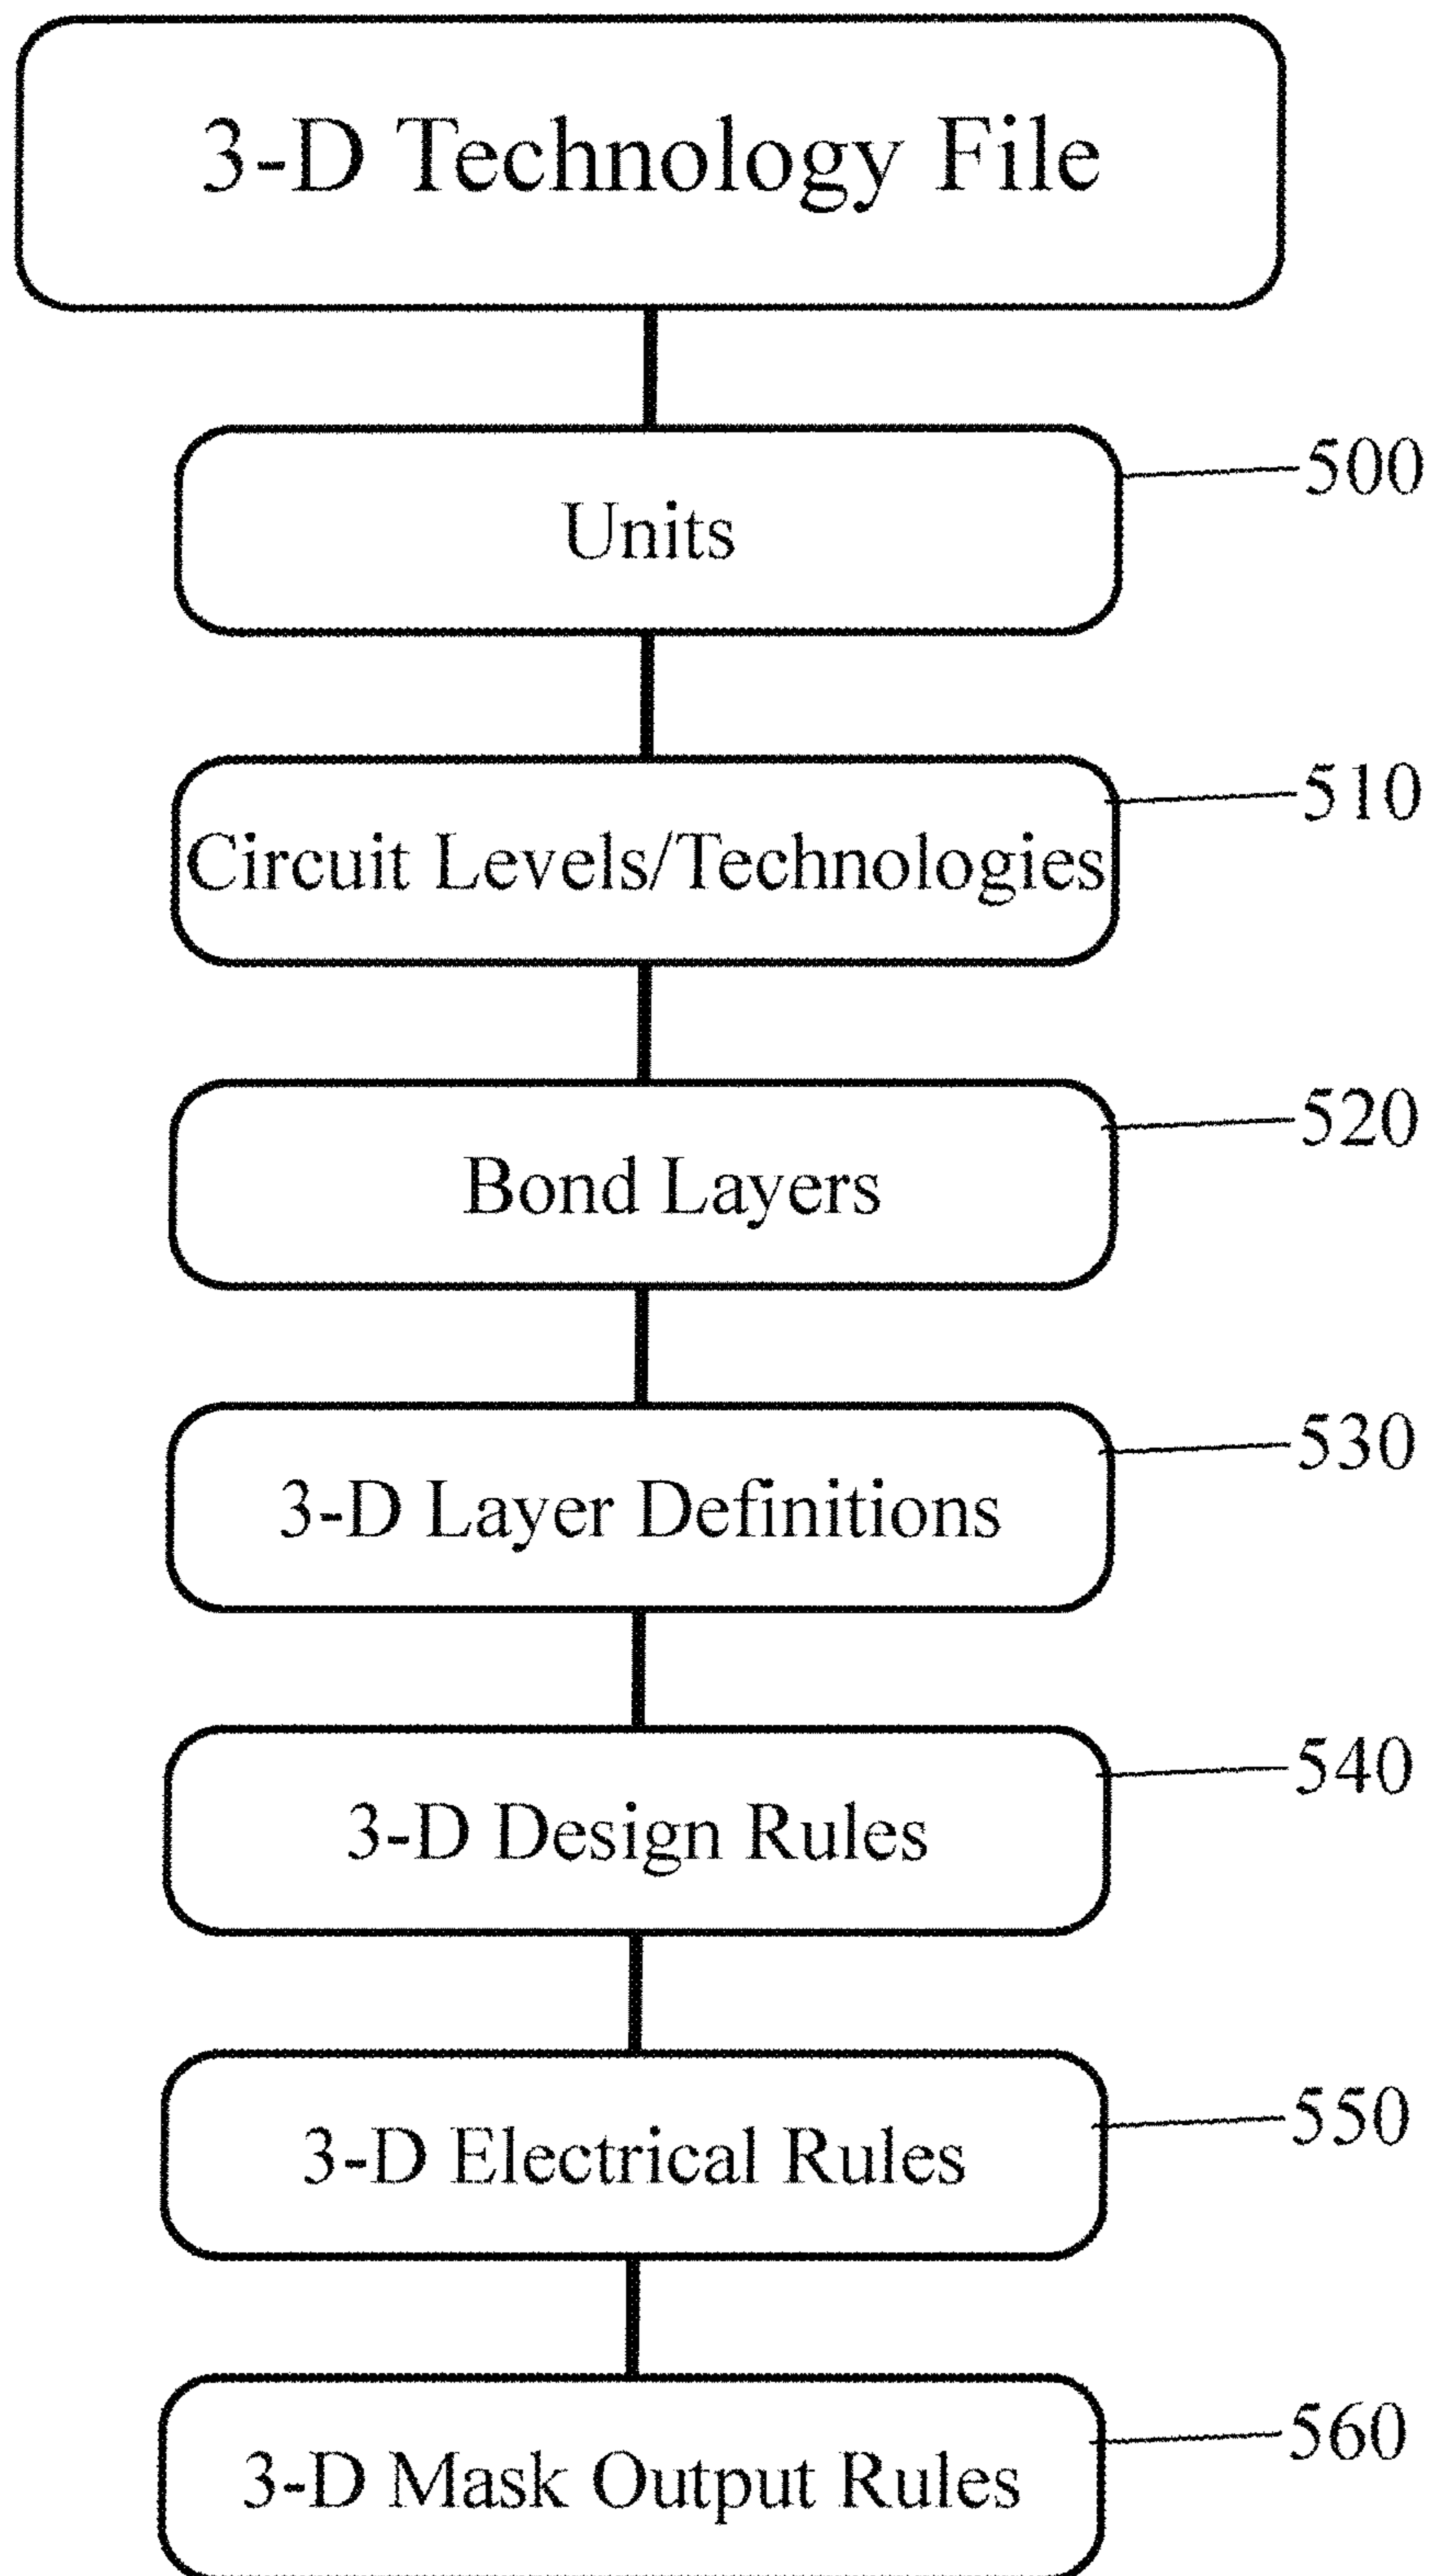 3-D Technology File
Units
500
Circuit Levels/Technologies
510
Bond Layers
520
3-D Layer Definitions
530
3-D Design Rules
540
3-D Electrical Rules
550
3-D Mask Output Rules
560